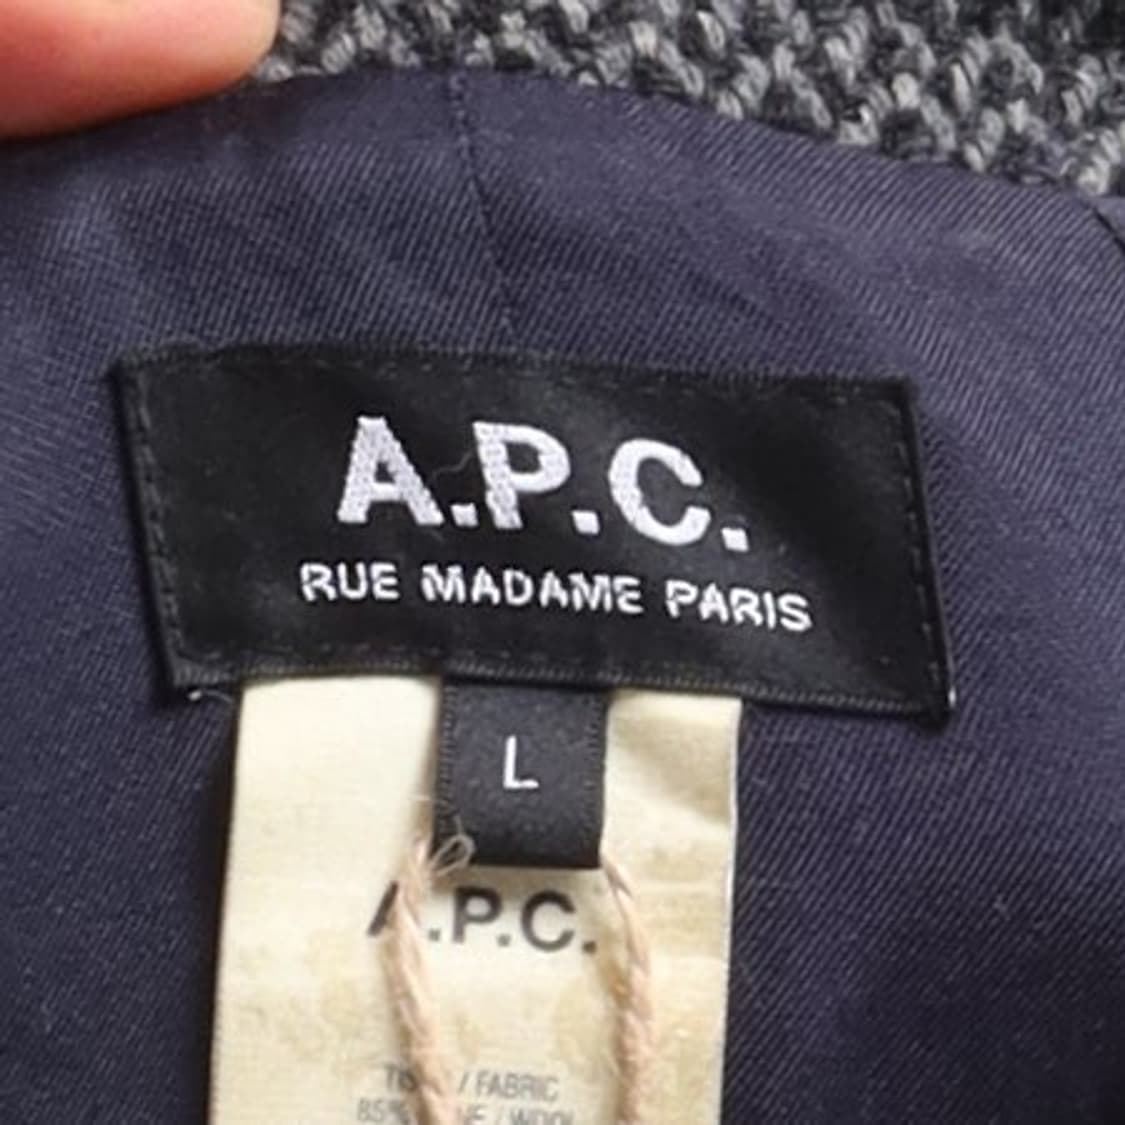 A.P.C.
RUE MADAME PARIS
L
A.P.C.
/ FABRIC
/ WOOL